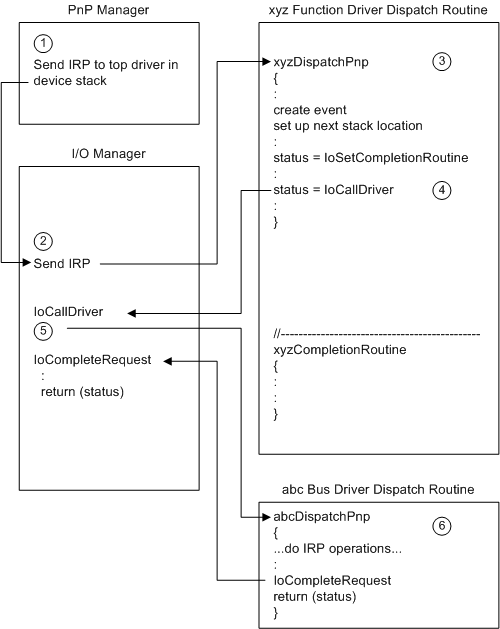 PnP Manager
1
Send IRP to top driver in
device stack
I/O Manager
2
Send IRP
IoCallDriver
5
IoCompleteRequest
:
return (status)
xyz Function Driver Dispatch Routine
xyzDispatchPnp
3
{
:
create event
set up next stack location
:
status = IoSetCompletionRoutine
:
status = IoCallDriver
4
:
}
//----------------------------------------------
xyzCompletionRoutine
{
:
:
:
}
abc Bus Driver Dispatch Routine
abcDispatchPnp
6
{
...do IRP operations...
:
IoCompleteRequest
return (status)
}